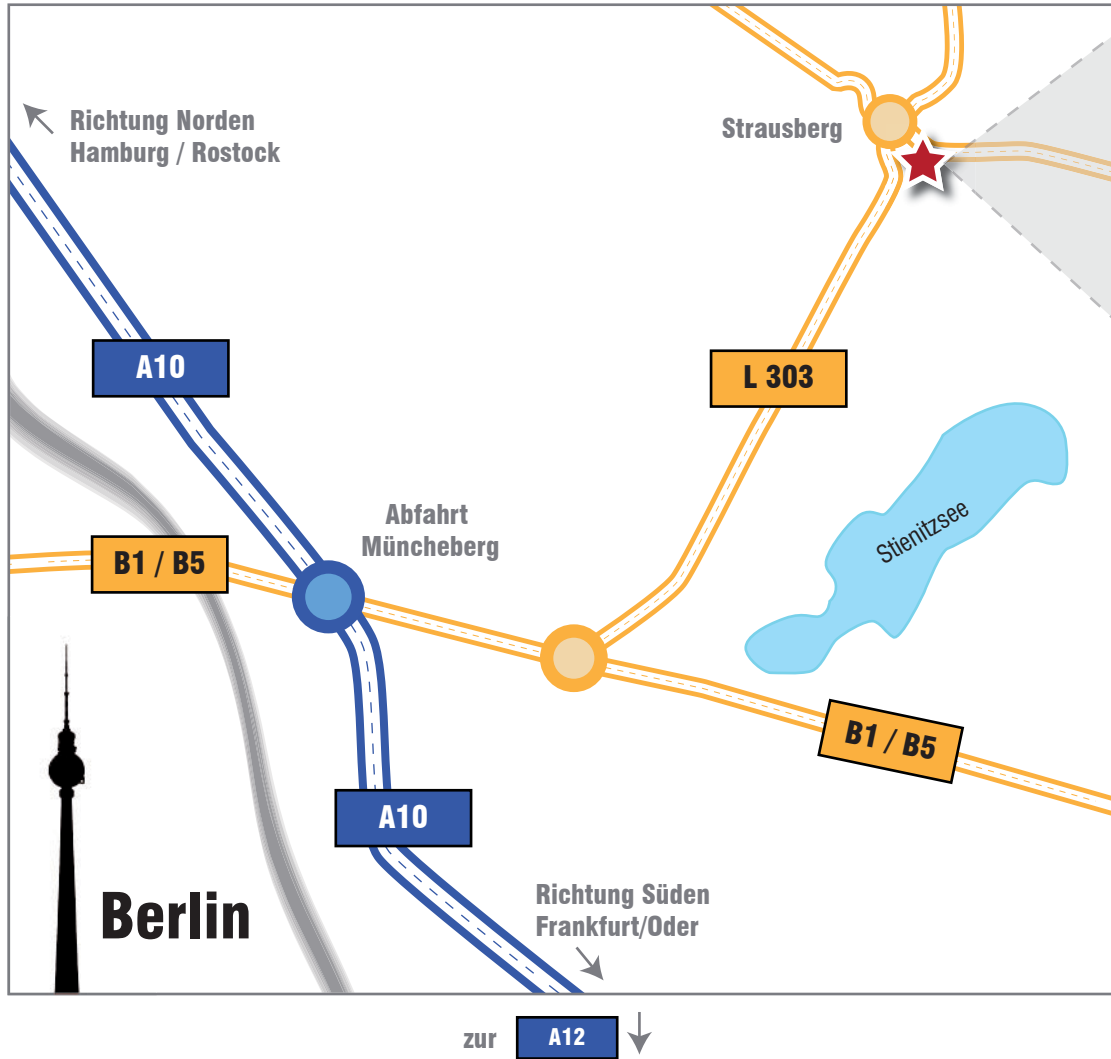 Richtung Norden
Hamburg / Rostock
Strausberg
A10
L 303
Abfahrt
Müncheberg
Stienitzsee
B1 / B5
B1 / B5
A10
Berlin
Richtung Süden
Frankfurt/Oder
zur A12